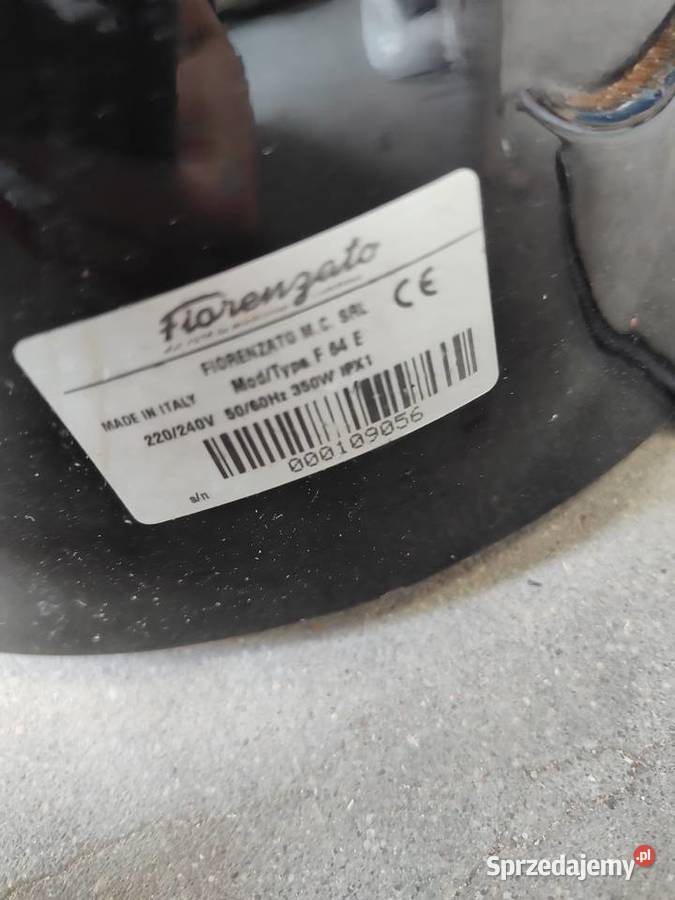 Fiorenzato
FIORENZATO M.C. SRL
CE
MADE IN ITALY
Mod/Type F 64 E
220/240V 50/60Hz 350W IPX1
s/n
000109056
Sprzedajemy.pl